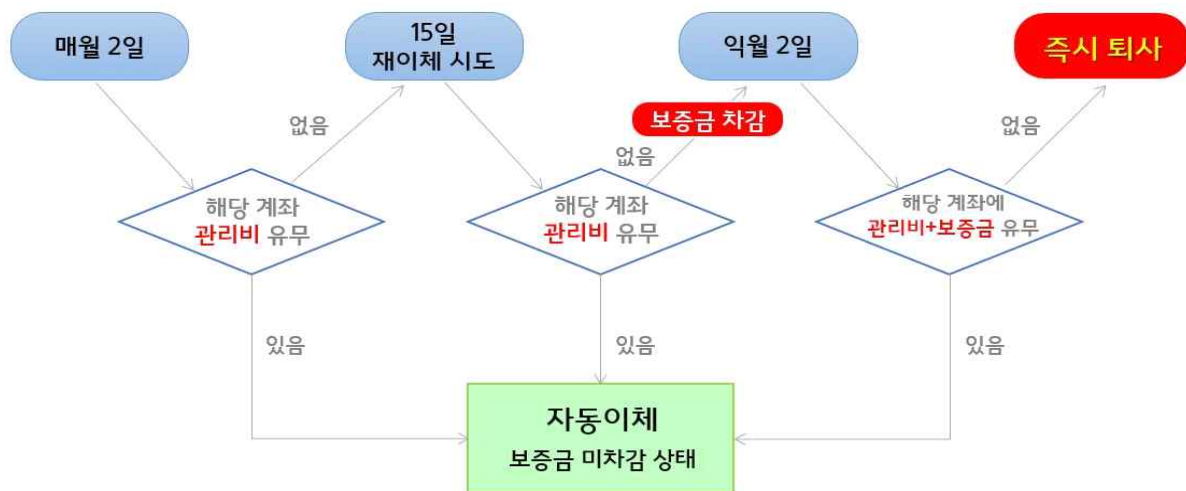 매월 2일
15일
재이체 시도
익월 2일
즉시 퇴사
없음
없음
보증금 차감
없음
해당 계좌
관리비 유무
해당 계좌
관리비 유무
해당 계좌에
관리비+보증금 유무
있음
있음
있음
자동이체
보증금 미차감 상태